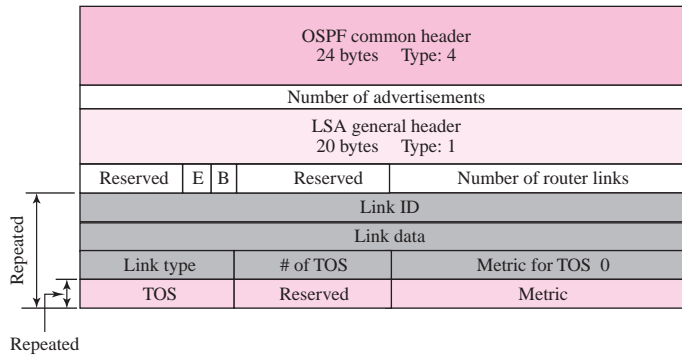 OSPF common header
24 bytes Type: 4
Number of advertisements
LSA general header
20 bytes Type: 1
Reserved E B Reserved Number of router links
Link ID
Link data
Link type # of TOS Metric for TOS 0
TOS Reserved Metric
Repeated
Repeated